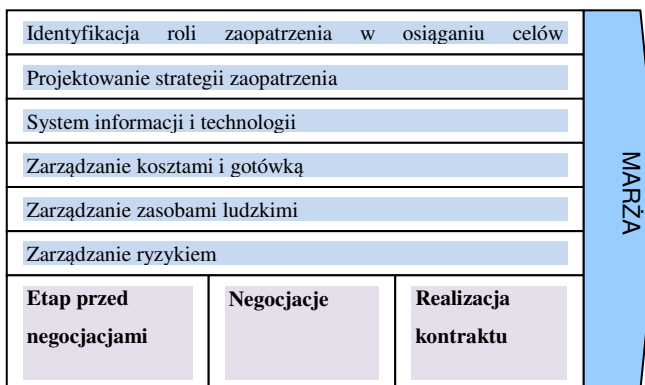 Identyfikacja roli zaopatrzenia w osiąganiu celów
Projektowanie strategii zaopatrzenia
System informacji i technologii
Zarządzanie kosztami i gotówką
Zarządzanie zasobami ludzkimi
Zarządzanie ryzykiem
Etap przed
negocjacjami
Negocjacje
Realizacja
kontraktu
MARŻA